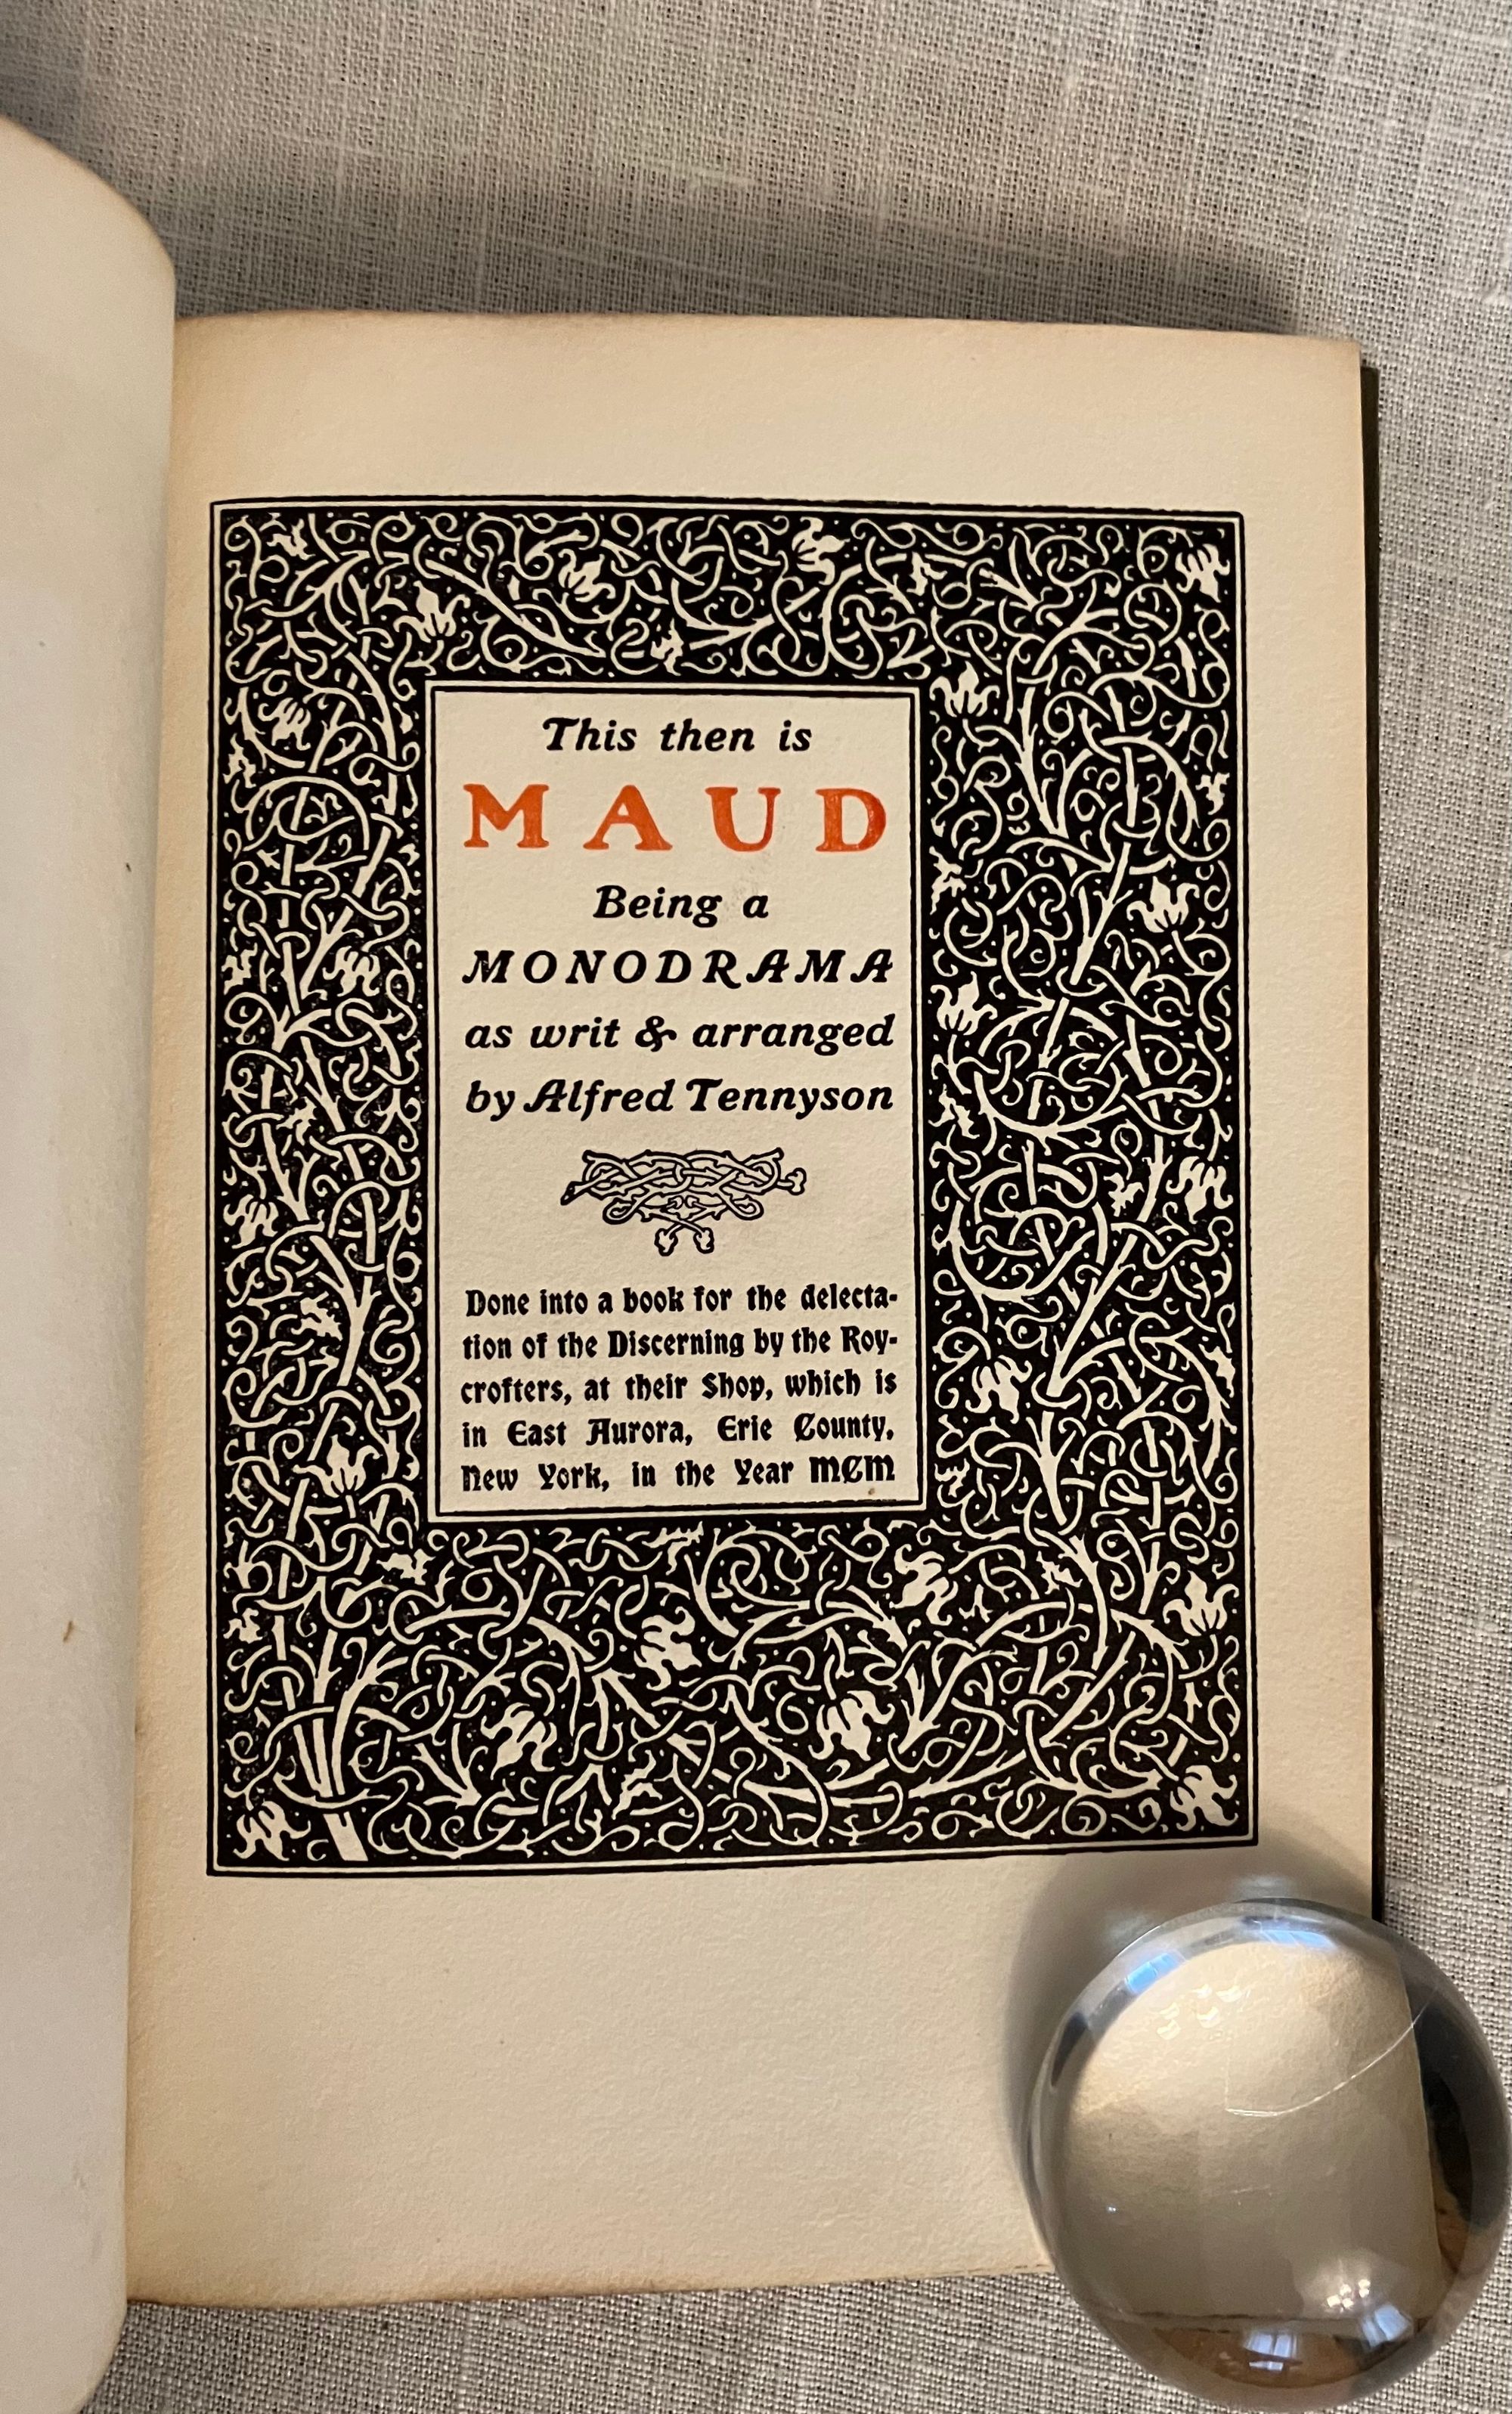 This then is
MAUD
Being a
MONODRAMA
as writ & arranged
by Alfred Tennyson
Done into a book for the delecta-
tion of the Discerning by the Roy-
crofters, at their Shop, which is
in East Aurora, Erie County,
New York, in the Year MCM